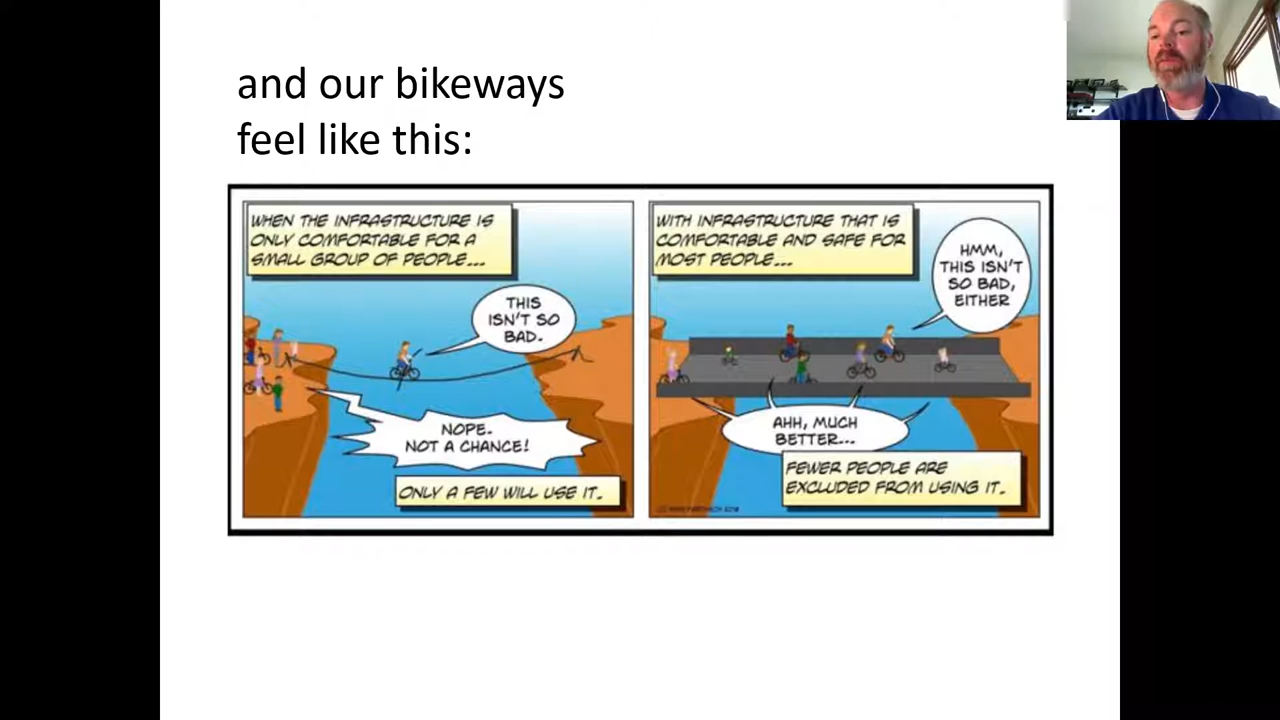 and our bikeways
feel like this:
WHEN THE INFRASTRUCTURE IS
ONLY COMFORTABLE FOR A
SMALL GROUP OF PEOPLE...
THIS
ISN'T SO
BAD.
NOPE.
NOT A CHANCE!
ONLY A FEW WILL USE IT.
WITH INFRASTRUCTURE THAT IS
COMFORTABLE AND SAFE FOR
MOST PEOPLE...
HMM,
THIS ISN'T
SO BAD,
EITHER
AHH, MUCH
BETTER...
FEWER PEOPLE ARE
EXCLUDED FROM USING IT.